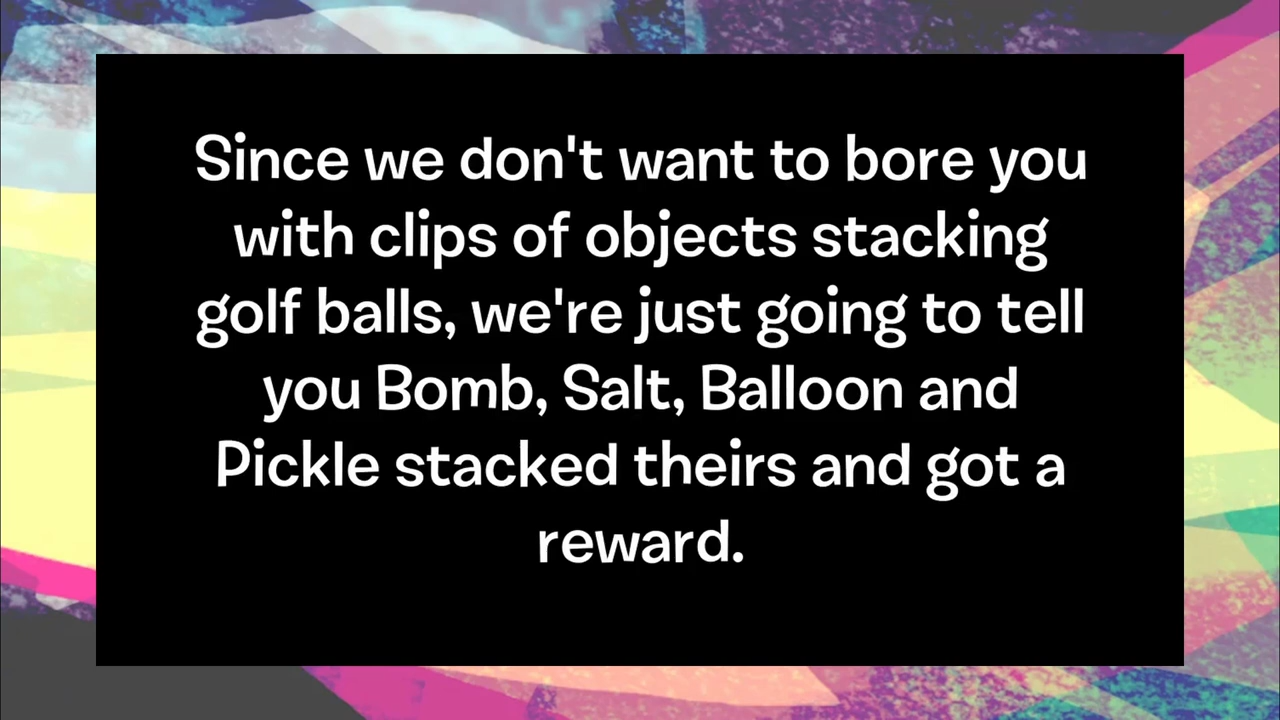 Since we don't want to bore you
with clips of objects stacking
golf balls, we're just going to tell
you Bomb, Salt, Balloon and
Pickle stacked theirs and got a
reward.